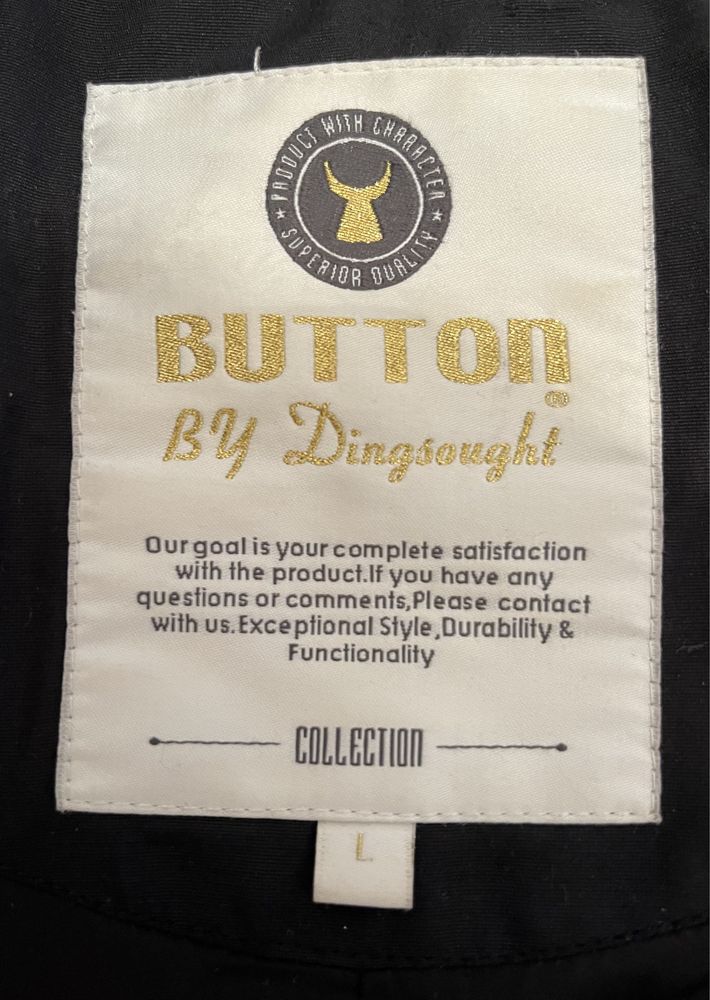 PRODUCT WITH CHARACTER
★ SUPERIOR QUALITY ★
BUTTON®
BY Dingsought
Our goal is your complete satisfaction
with the product.If you have any
questions or comments,Please contact
with us.Exceptional Style,Durability &
Functionality
COLLECTION
L